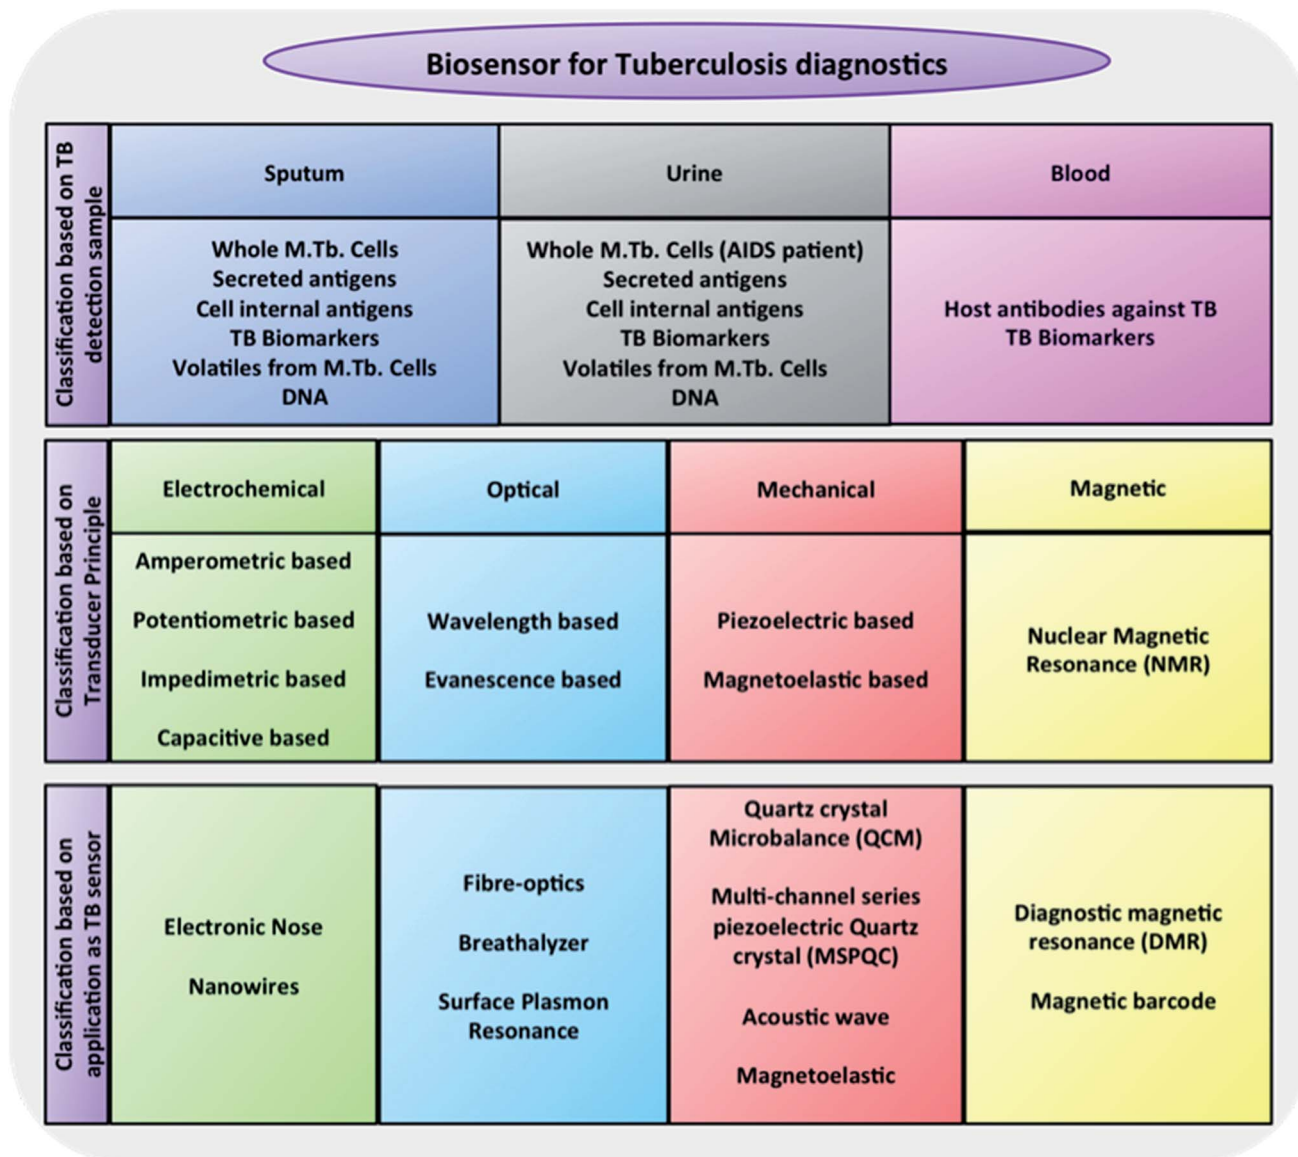 Biosensor for Tuberculosis diagnostics
Classification based on TB
detection sample
Sputum
Whole M.Tb. Cells
Secreted antigens
Cell internal antigens
TB Biomarkers
Volatiles from M.Tb. Cells
DNA
Urine
Whole M.Tb. Cells (AIDS patient)
Secreted antigens
Cell internal antigens
TB Biomarkers
Volatiles from M.Tb. Cells
DNA
Blood
Host antibodies against TB
TB Biomarkers
Classification based on
Transducer Principle
Electrochemical
Amperometric based
Potentiometric based
Impedimetric based
Capacitive based
Optical
Wavelength based
Evanescence based
Mechanical
Piezoelectric based
Magnetoelastic based
Magnetic
Nuclear Magnetic
Resonance (NMR)
Classification based on
application as TB sensor
Electronic Nose
Nanowires
Fibre-optics
Breathalyzer
Surface Plasmon
Resonance
Quartz crystal
Microbalance (QCM)
Multi-channel series
piezoelectric Quartz
crystal (MSPQC)
Acoustic wave
Magnetoelastic
Diagnostic magnetic
resonance (DMR)
Magnetic barcode